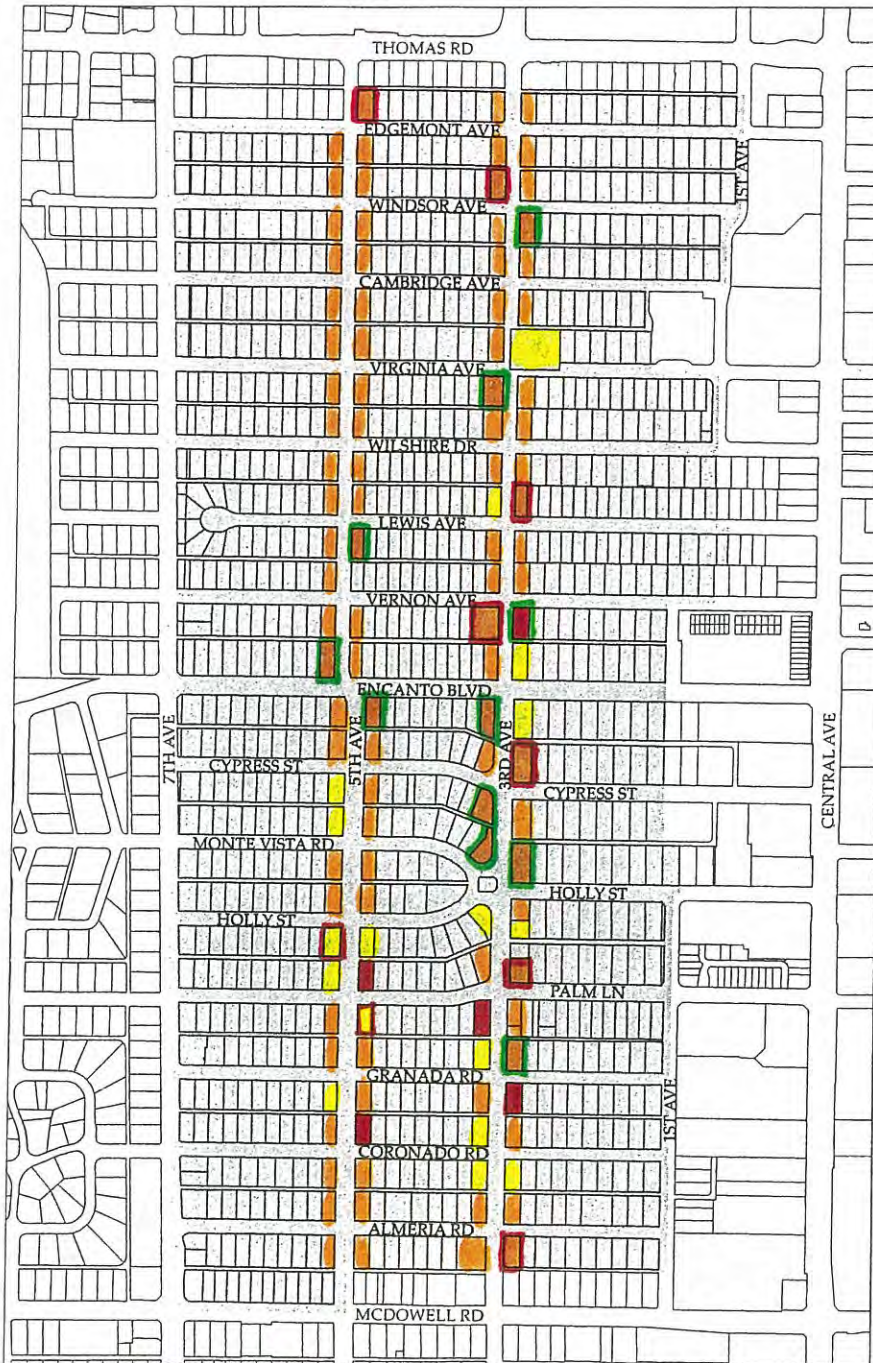 THOMAS RD
EDGEMONT AVE
1ST AVE
WINDSOR AVE
CAMBRIDGE AVE
VIRGINIA AVE
WILSHIRE DR
LEWIS AVE
VERNON AVE
ENCANTO BLVD
7TH AVE
5TH AVE
3RD AVE
CENTRAL AVE
CYPRESS ST
CYPRESS ST
MONTE VISTA RD
HOLLY ST
HOLLY ST
PALM LN
GRANADA RD
1ST AVE
CORONADO RD
ALMERIA RD
MCDOWELL RD